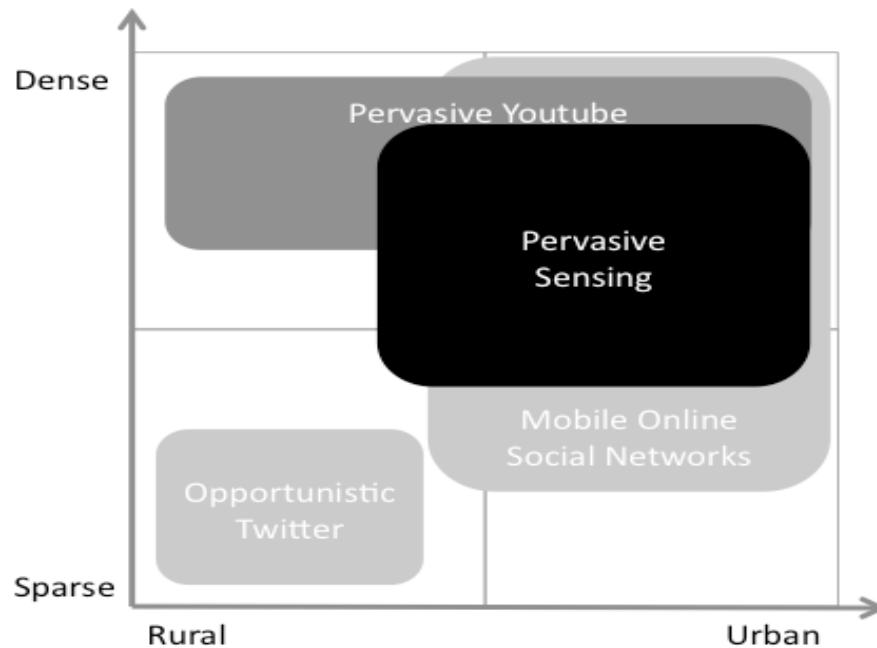 Dense
Pervasive Youtube
Pervasive
Sensing
Mobile Online
Social Networks
Opportunistic
Twitter
Sparse
Rural
Urban